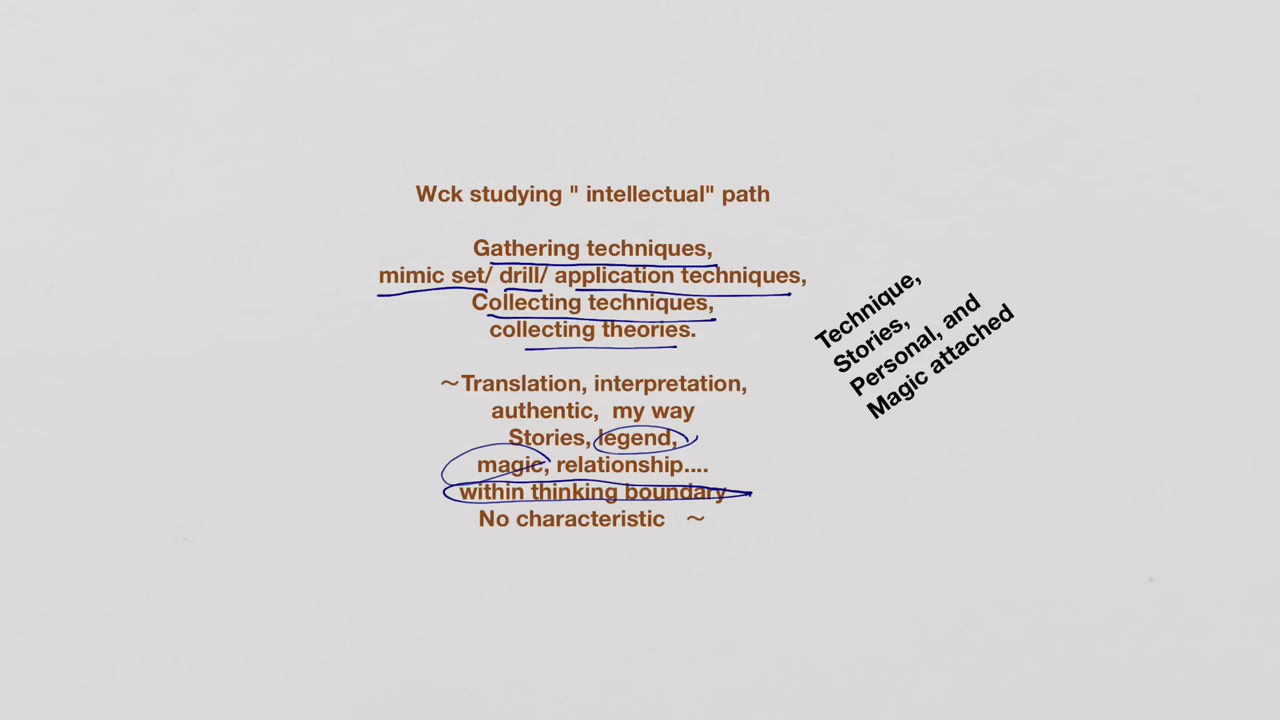 Wck studying " intellectual" path
Gathering techniques,
mimic set/ drill/ application techniques,
Collecting techniques,
collecting theories.
～Translation, interpretation,
authentic,  my way
Stories, legend,
magic, relationship....
within thinking boundary
No characteristic  ～
Technique,
Stories,
Personal, and
Magic attached